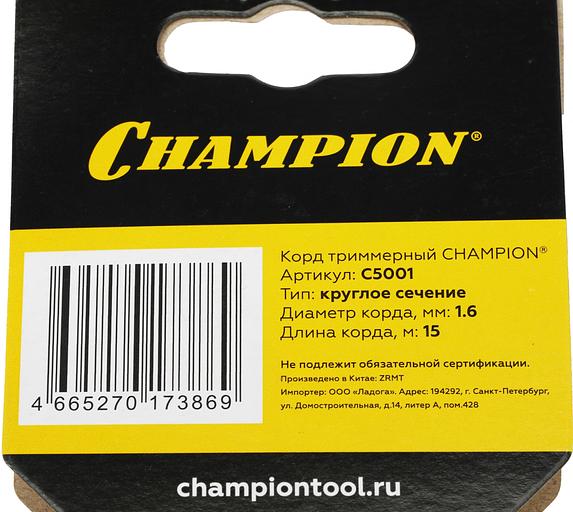 CHAMPION®
Корд триммерный CHAMPION®
Артикул: C5001
Тип: круглое сечение
Диаметр корда, мм: 1.6
Длина корда, м: 15
Не подлежит обязательной сертификации.
Произведено в Китае: ZRMT
Импортер: ООО «Ладога». Адрес: 194292, г. Санкт-Петербург,
ул. Домостроительная, д.14, литер А, пом.428
4 665270 173869
championtool.ru